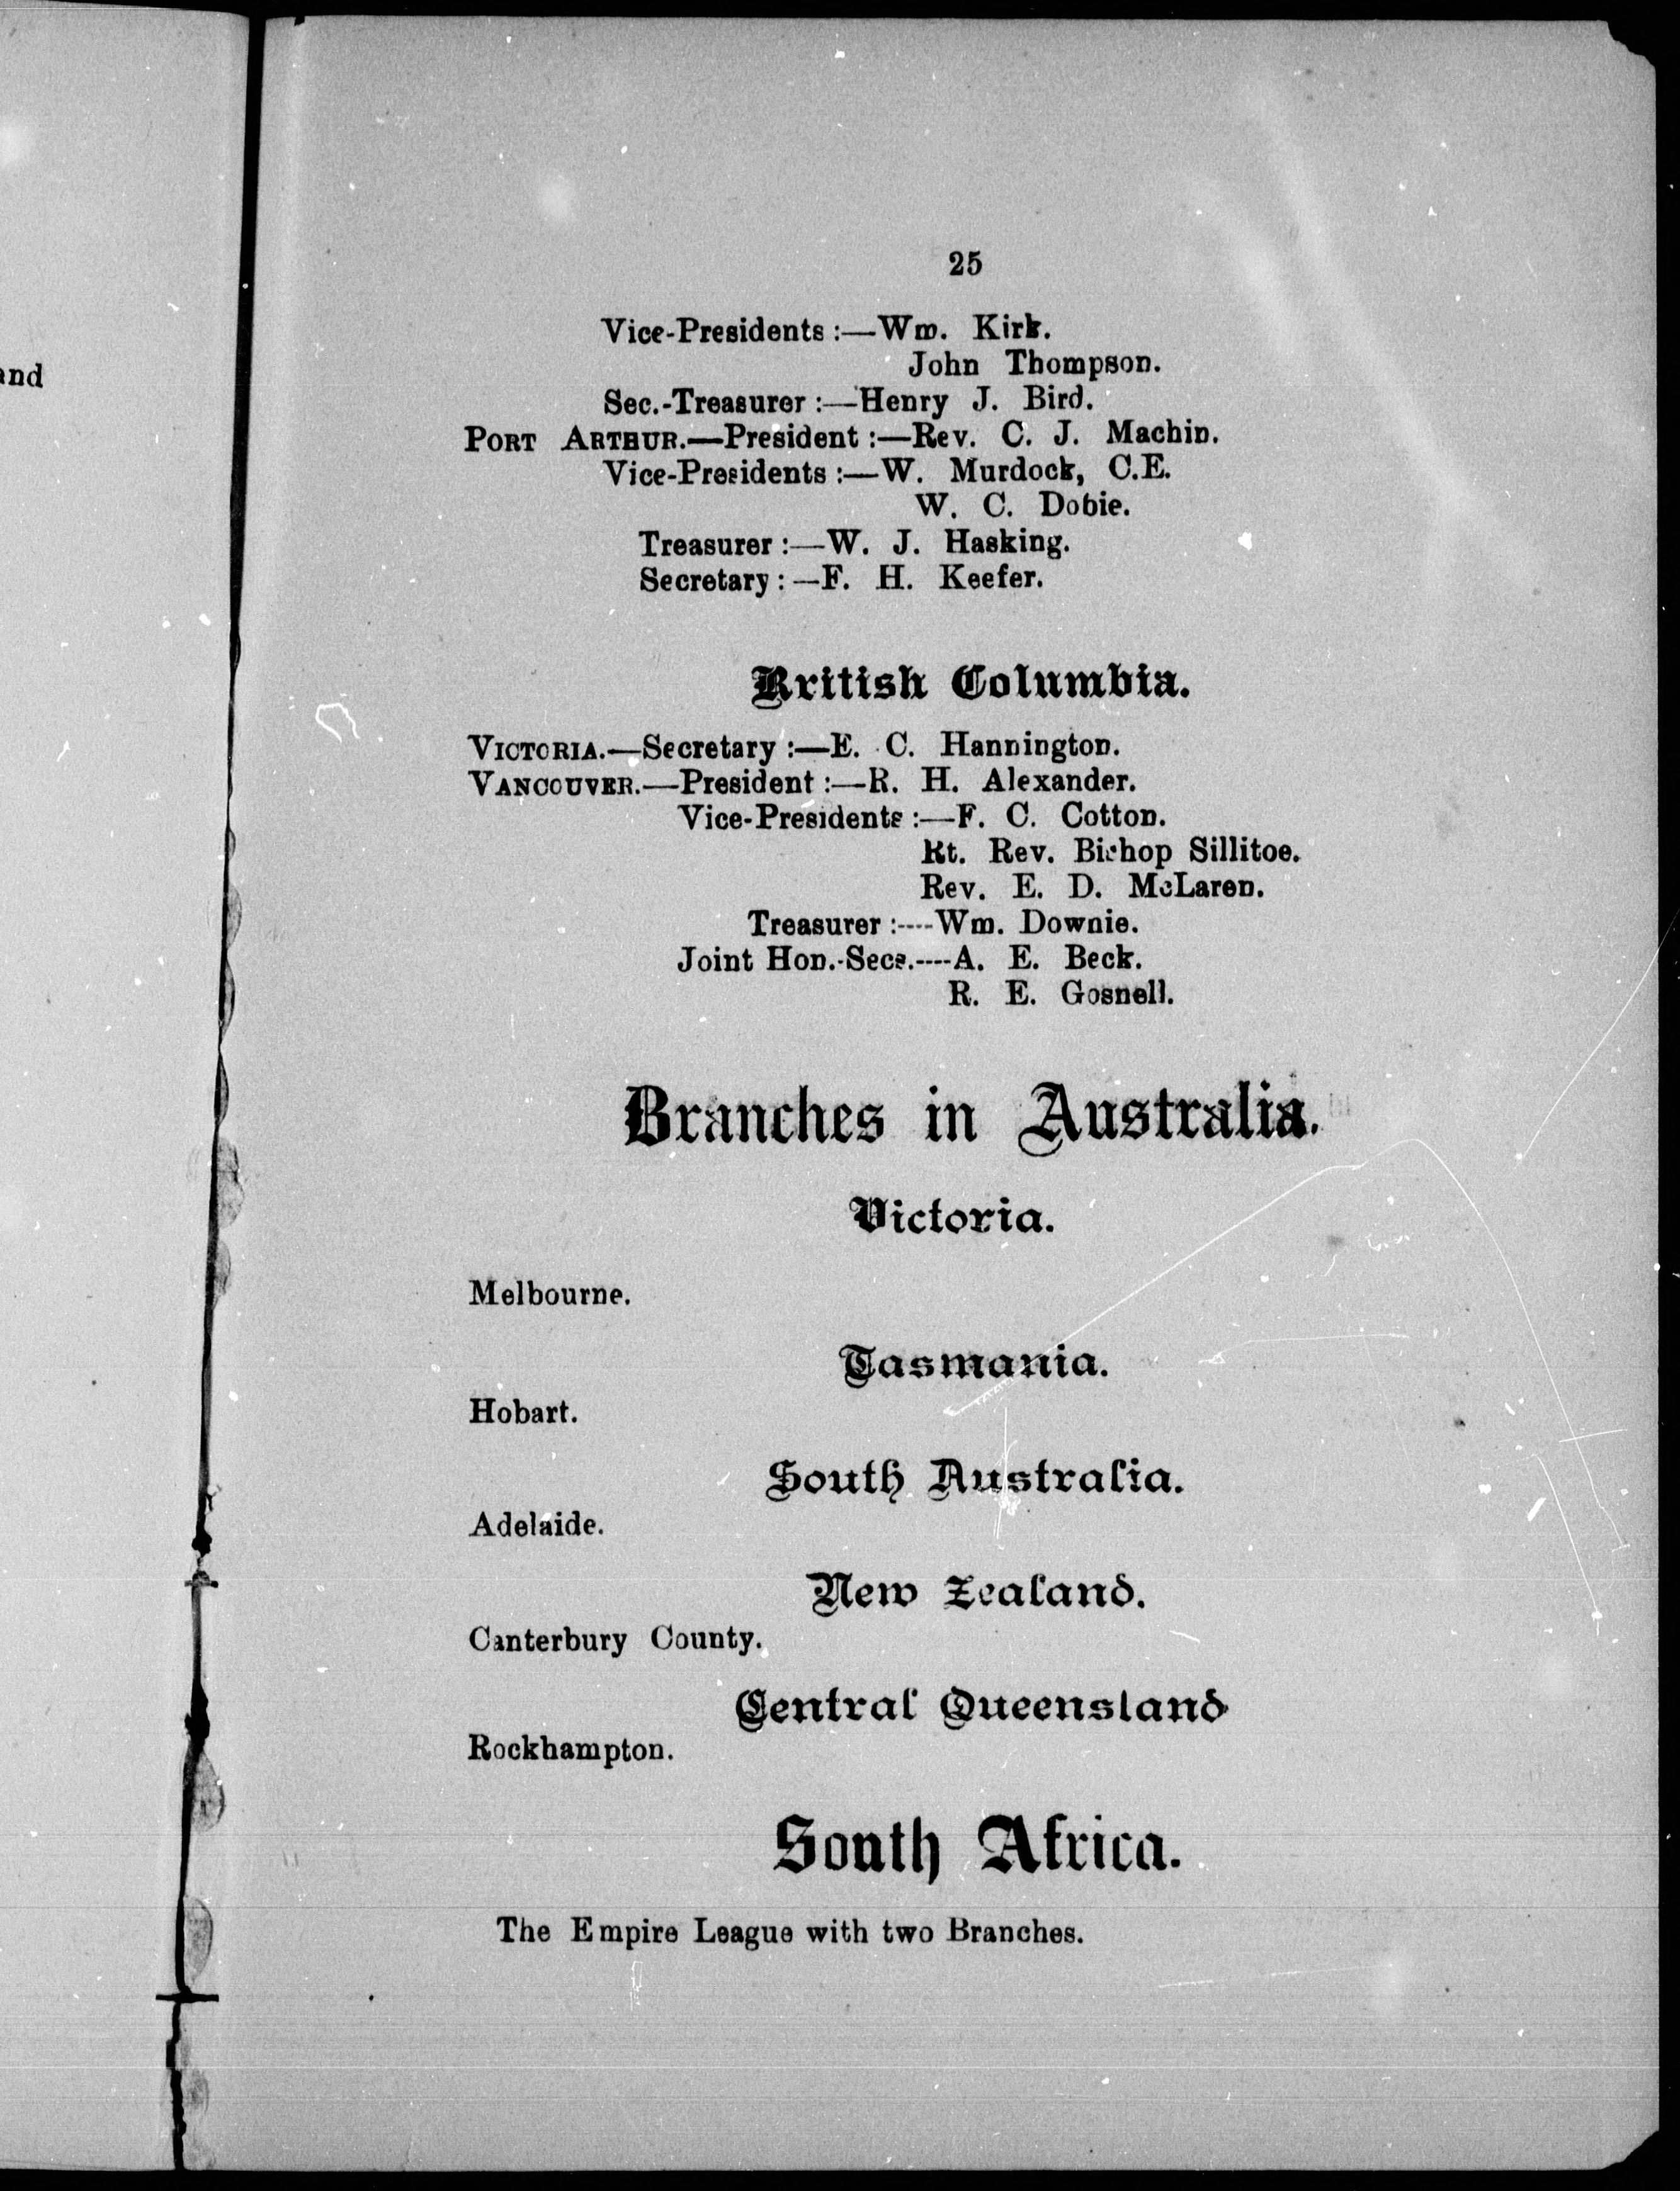 and
25
Vice-Presidents :—Wm. Kirk.
John Thompson.
Sec.-Treasurer :—Henry J. Bird.
PORT ARTHUR.—President :—Rev. C. J. Machin.
Vice-Presidents :—W. Murdock, C.E.
W. C. Dobie.
Treasurer :—W. J. Hasking.
Secretary : —F. H. Keefer.
British Columbia.
VICTORIA.—Secretary :—E. C. Hannington.
VANCOUVER.—President :—R. H. Alexander.
Vice-Presidents :—F. C. Cotton.
Rt. Rev. Bishop Sillitoe.
Rev. E. D. McLaren.
Treasurer :----Wm. Downie.
Joint Hon.-Secs.----A. E. Beck.
R. E. Gosnell.
Branches in Australia.
Victoria.
Melbourne.
Tasmania.
Hobart.
South Australia.
Adelaide.
New Zealand.
Canterbury County.
Central Queensland
Rockhampton.
South Africa.
The Empire League with two Branches.